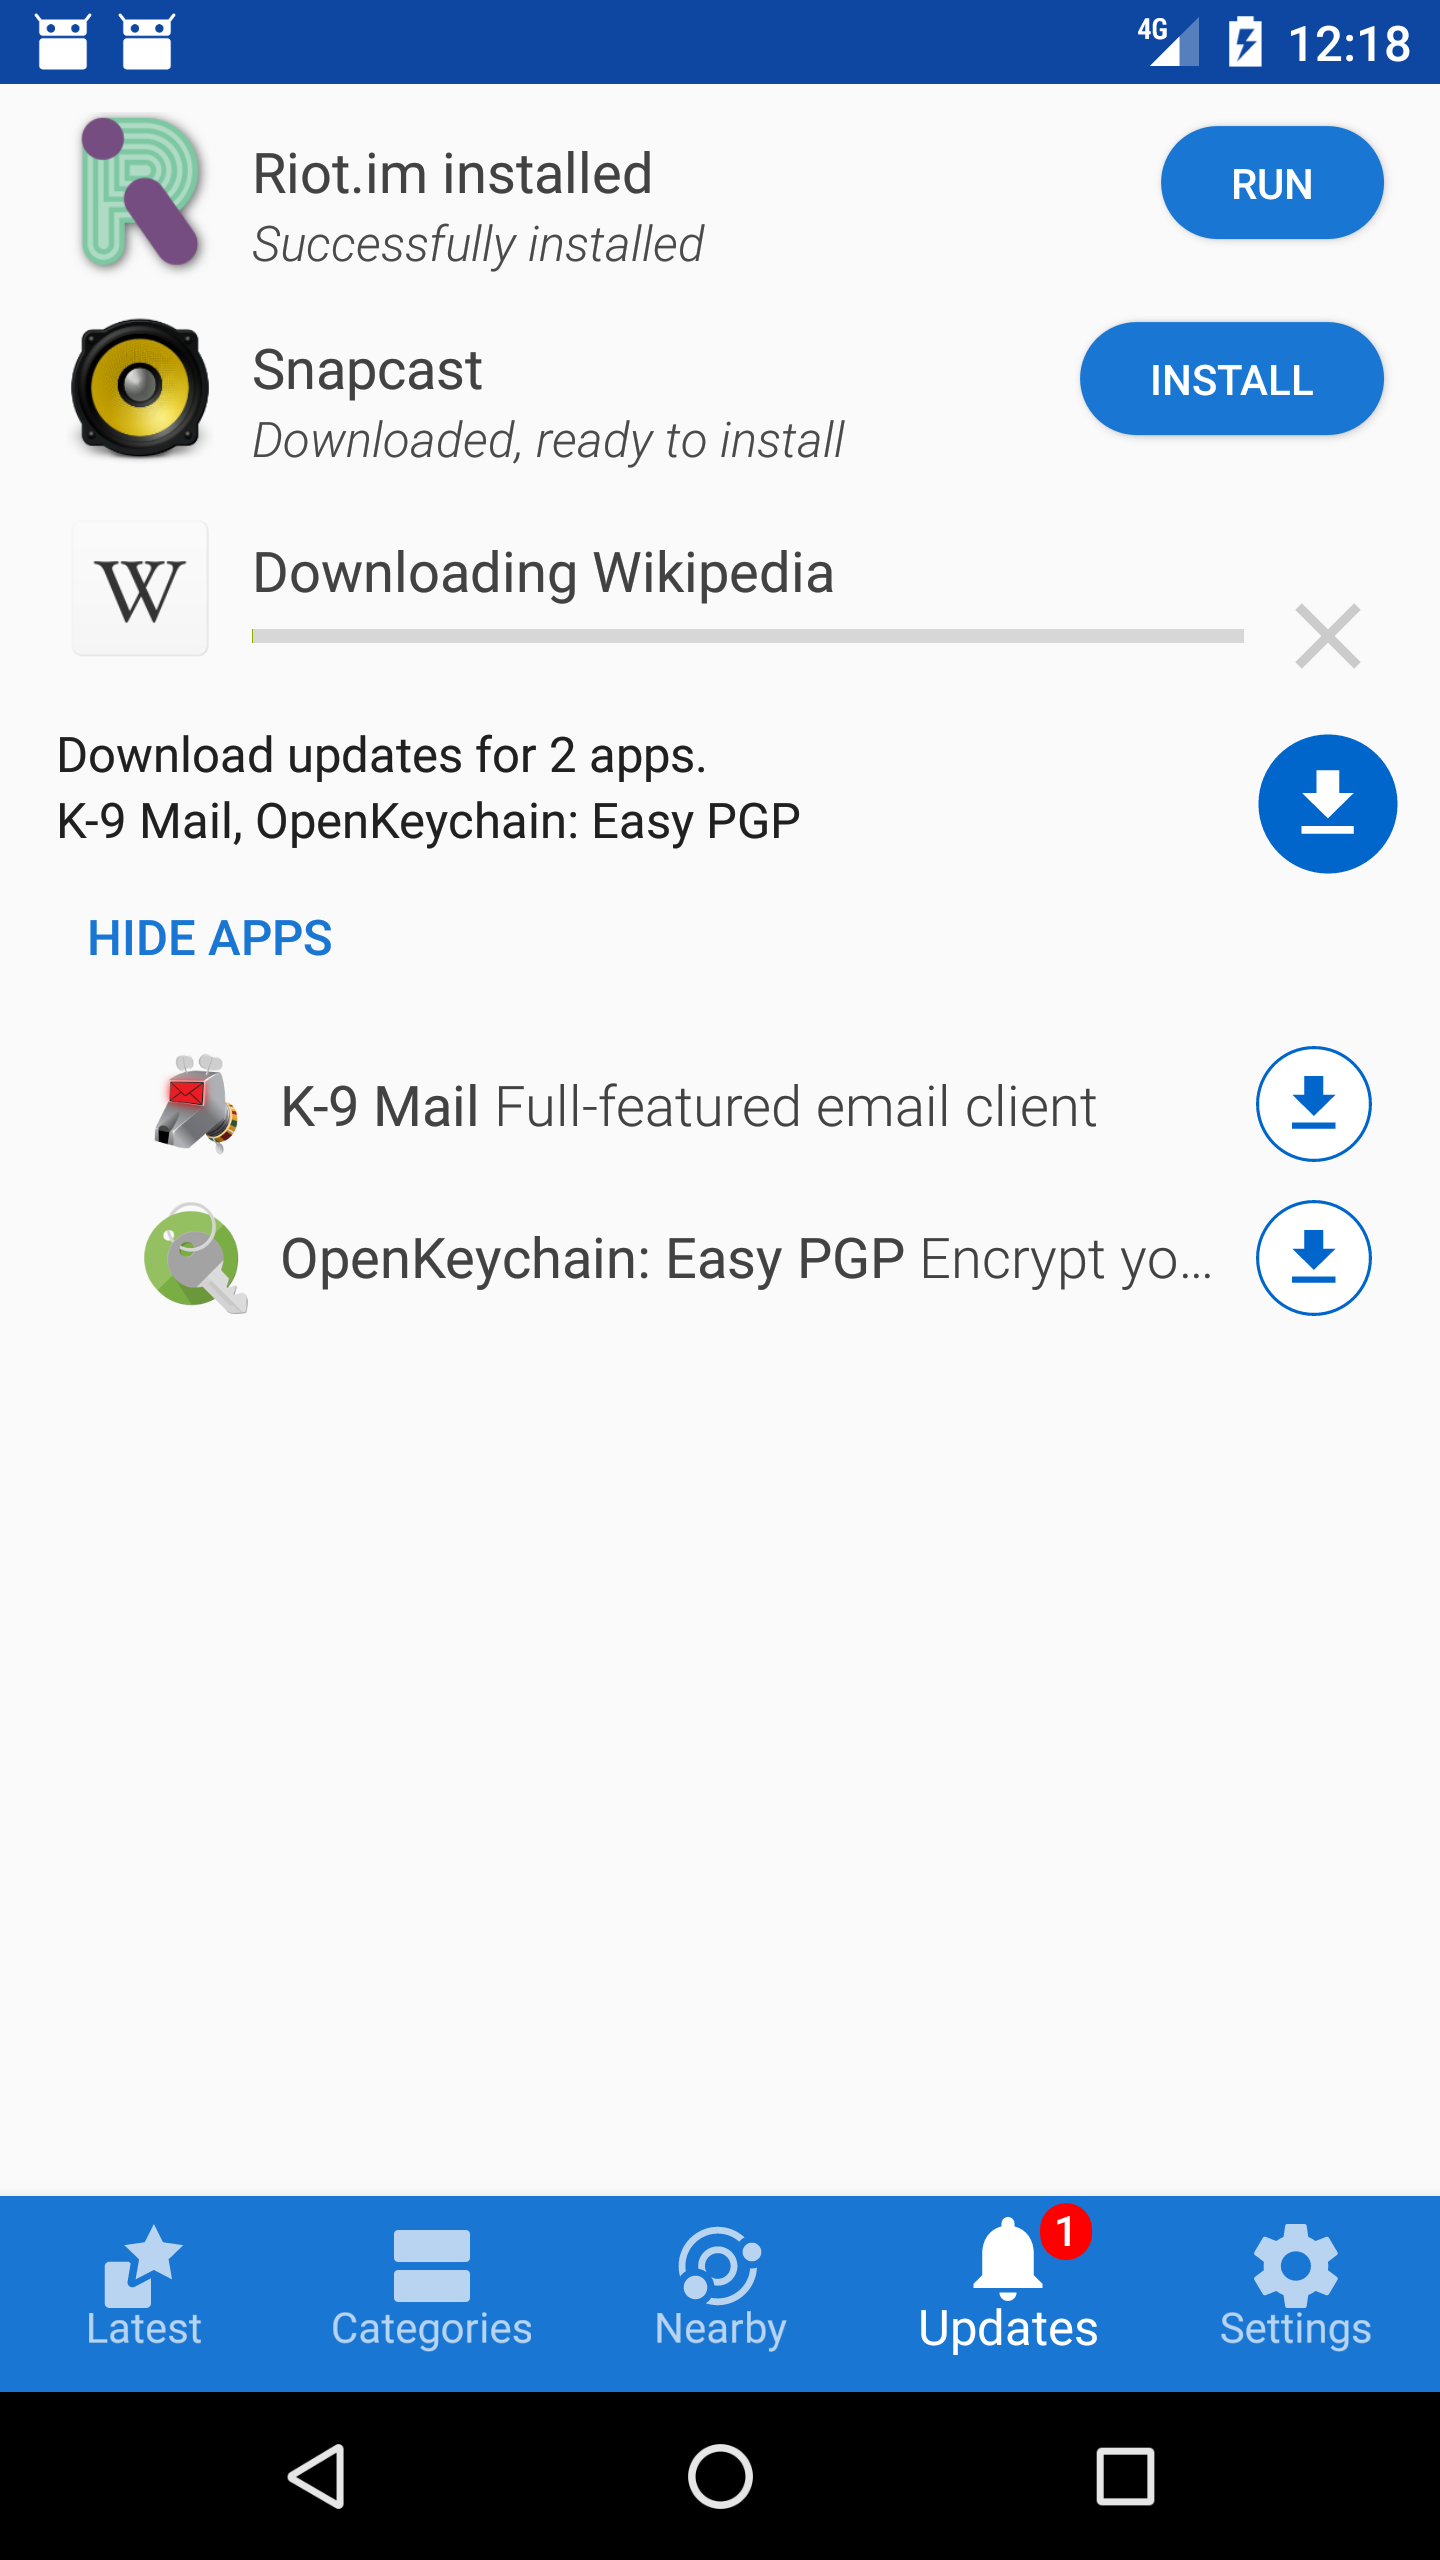 4G 12:18
Riot.im installed
RUN
Successfully installed
Snapcast
INSTALL
Downloaded, ready to install
W
Downloading Wikipedia
Download updates for 2 apps.
K-9 Mail, OpenKeychain: Easy PGP
HIDE APPS
K-9 Mail Full-featured email client
OpenKeychain: Easy PGP Encrypt yo…
1
Latest Categories Nearby Updates Settings